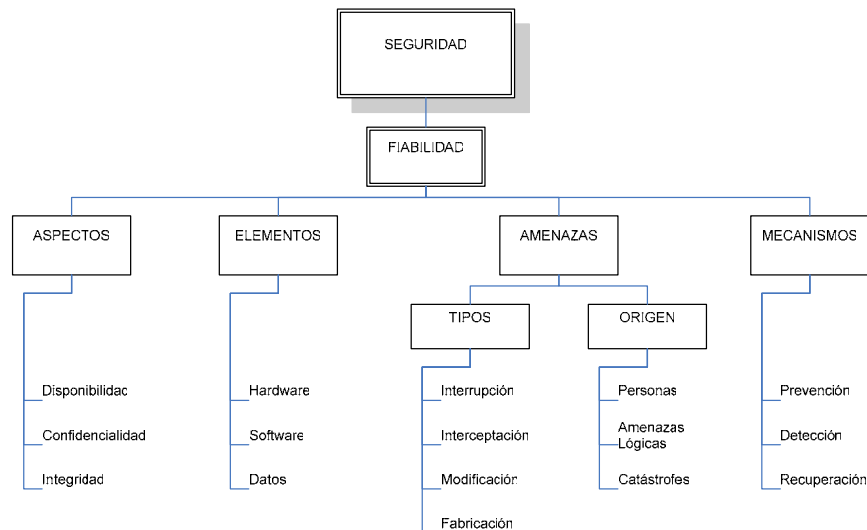 SEGURIDAD
FIABILIDAD
ASPECTOS
ELEMENTOS
AMENAZAS
MECANISMOS
TIPOS
ORIGEN
Disponibilidad
Confidencialidad
Integridad
Hardware
Software
Datos
Interrupción
Interceptación
Modificación
Fabricación
Personas
Amenazas
Lógicas
Catástrofes
Prevención
Detección
Recuperación